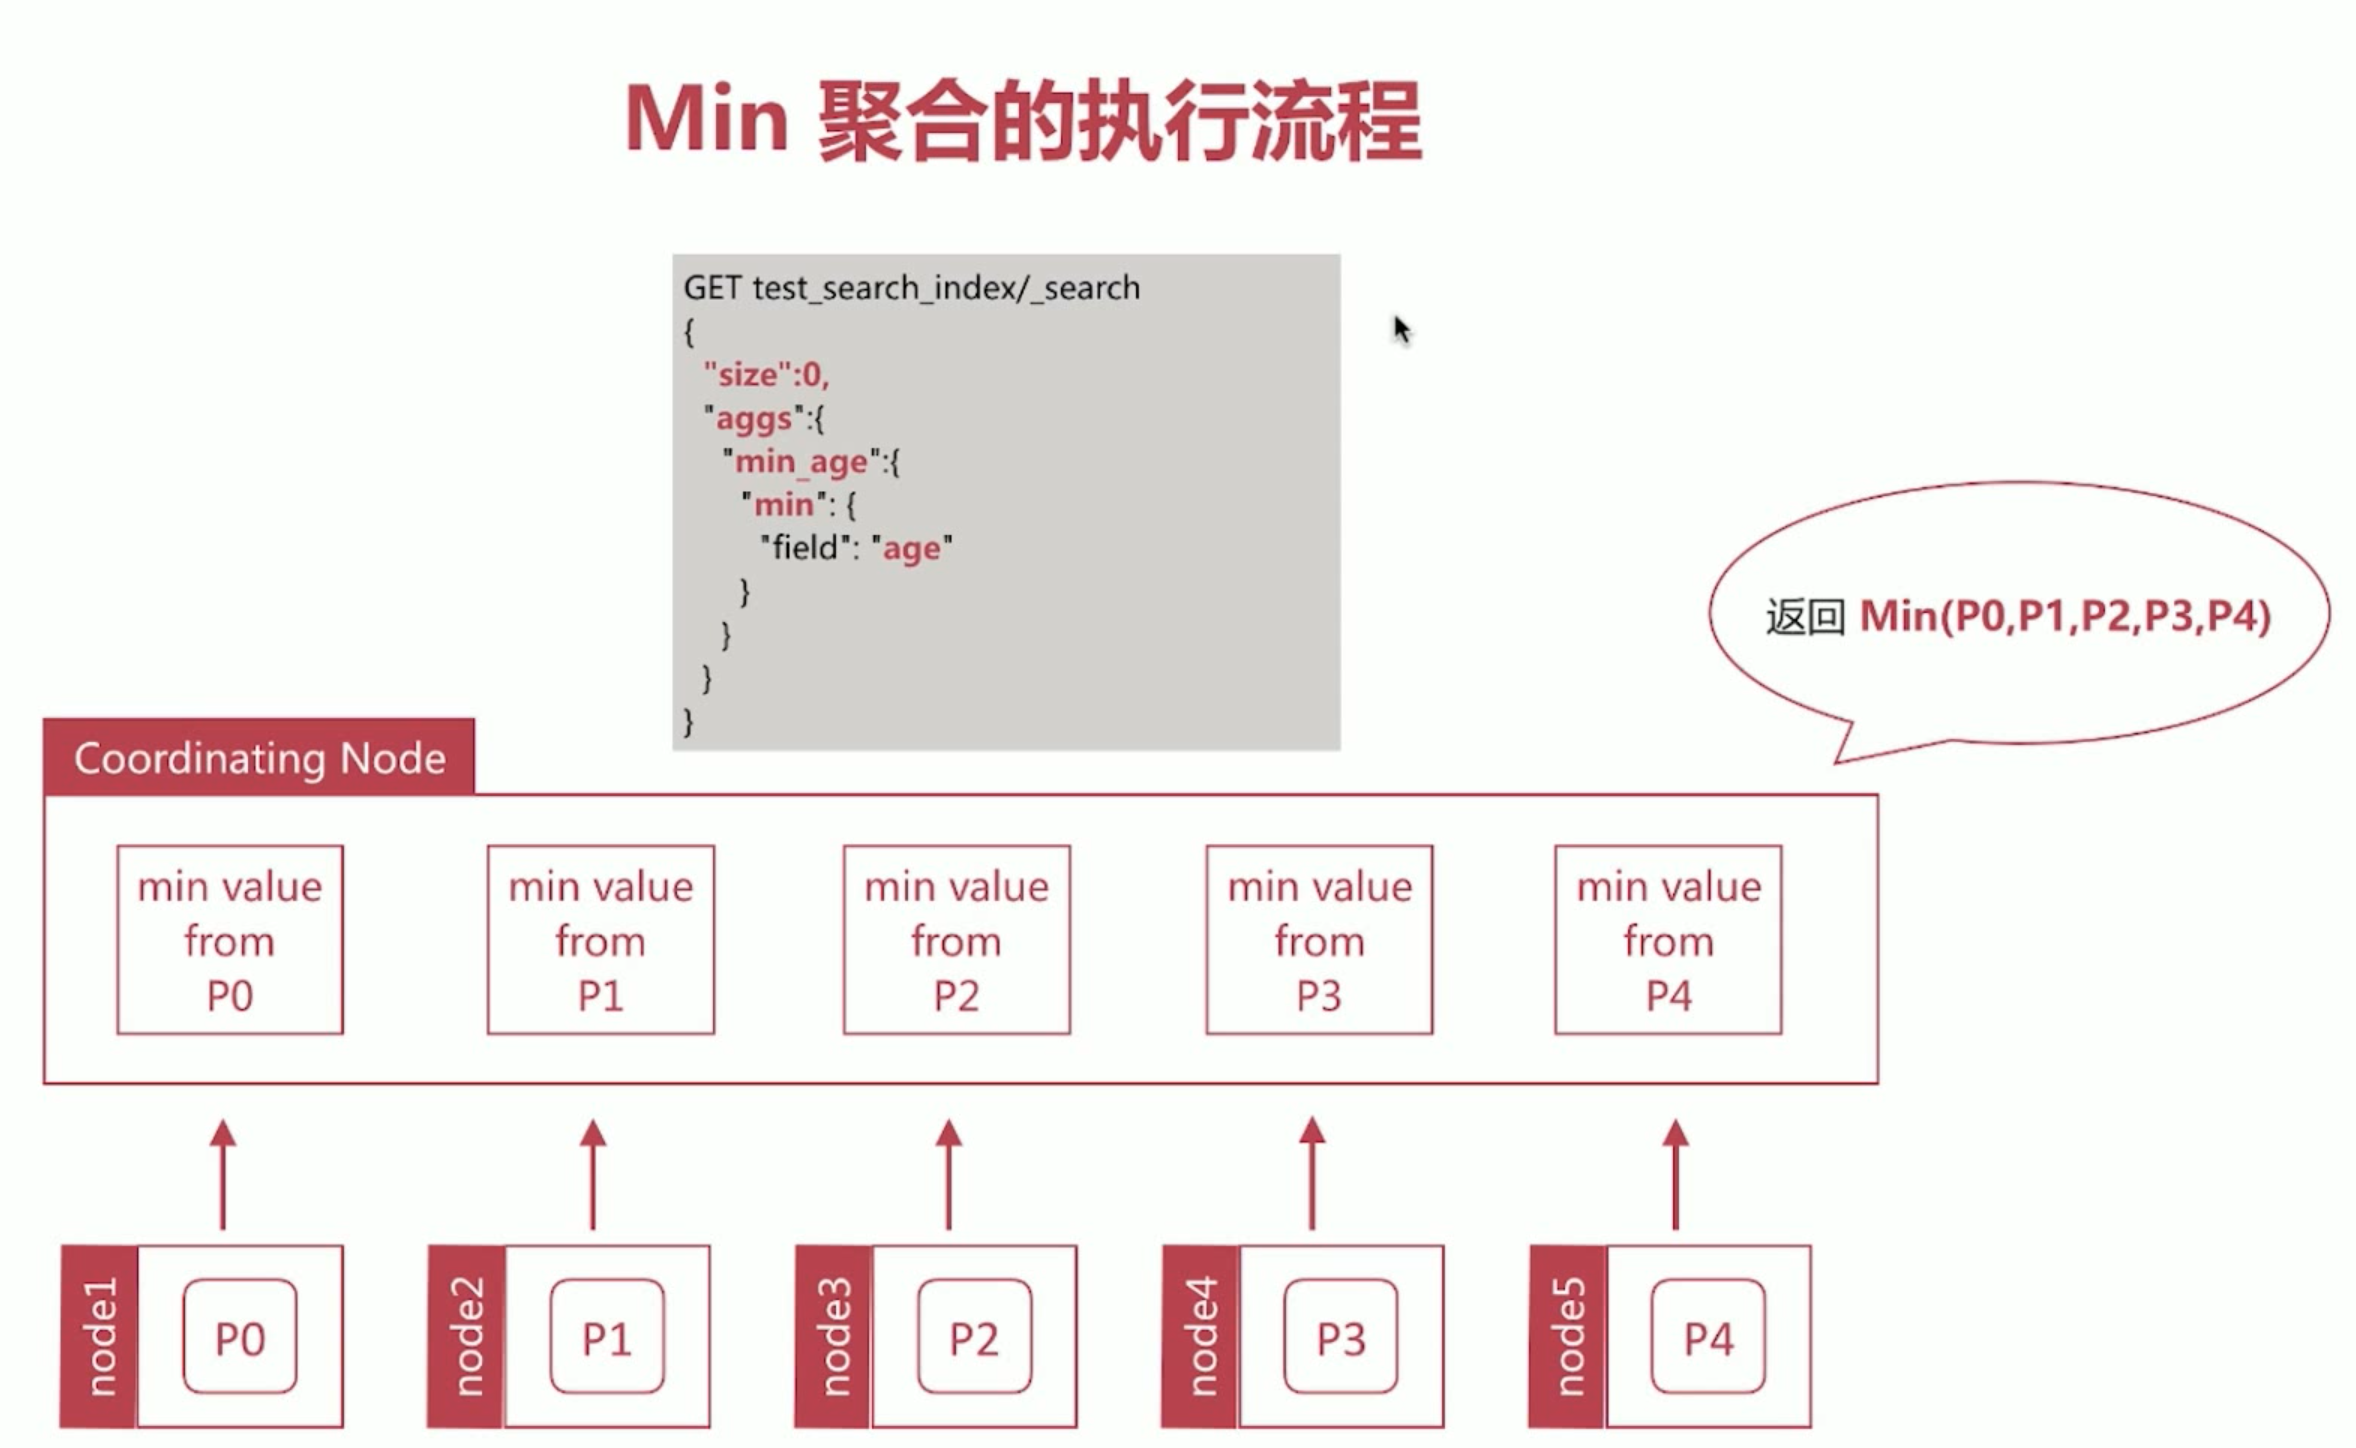 Min 聚合的执行流程
GET test_search_index/_search
{
"size":0,
"aggs":{
"min_age":{
"min": {
"field": "age"
}
}
}
}
返回 Min(P0,P1,P2,P3,P4)
Coordinating Node
min value
from
P0
min value
from
P1
min value
from
P2
min value
from
P3
min value
from
P4
node1
P0
node2
P1
node3
P2
node4
P3
node5
P4